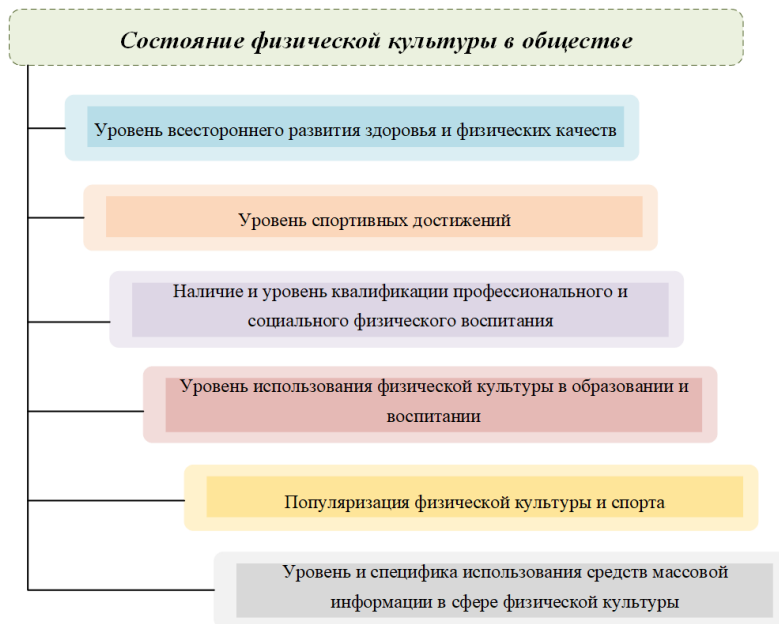 Состояние физической культуры в обществе
Уровень всестороннего развития здоровья и физических качеств
Уровень спортивных достижений
Наличие и уровень квалификации профессионального и
социального физического воспитания
Уровень использования физической культуры в образовании и
воспитании
Популяризация физической культуры и спорта
Уровень и специфика использования средств массовой
информации в сфере физической культуры